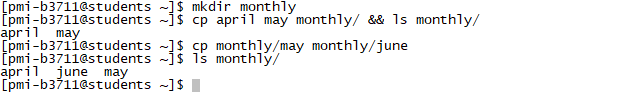 [pmi-b3711@students ~]$ mkdir monthly
[pmi-b3711@students ~]$ cp april may monthly/ && ls monthly/
april  may
[pmi-b3711@students ~]$ cp monthly/may monthly/june
[pmi-b3711@students ~]$ ls monthly/
april  june  may
[pmi-b3711@students ~]$